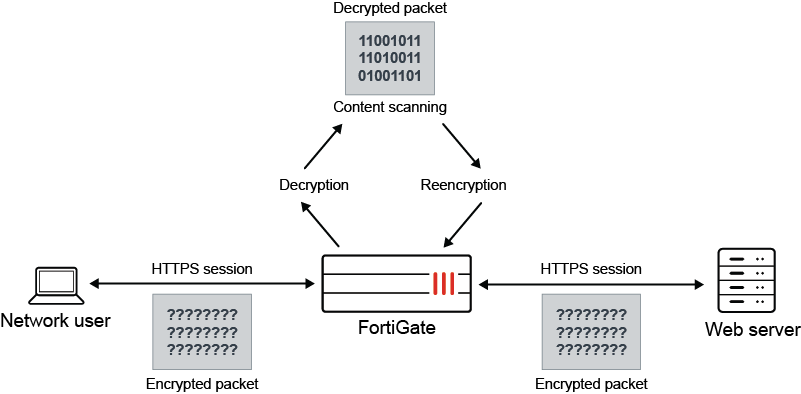 Decrypted packet
11001011
11010011
01001101
Content scanning
Decryption
Reencryption
HTTPS session
HTTPS session
Network user
????????
????????
????????
Encrypted packet
FortiGate
????????
????????
????????
Encrypted packet
Web server